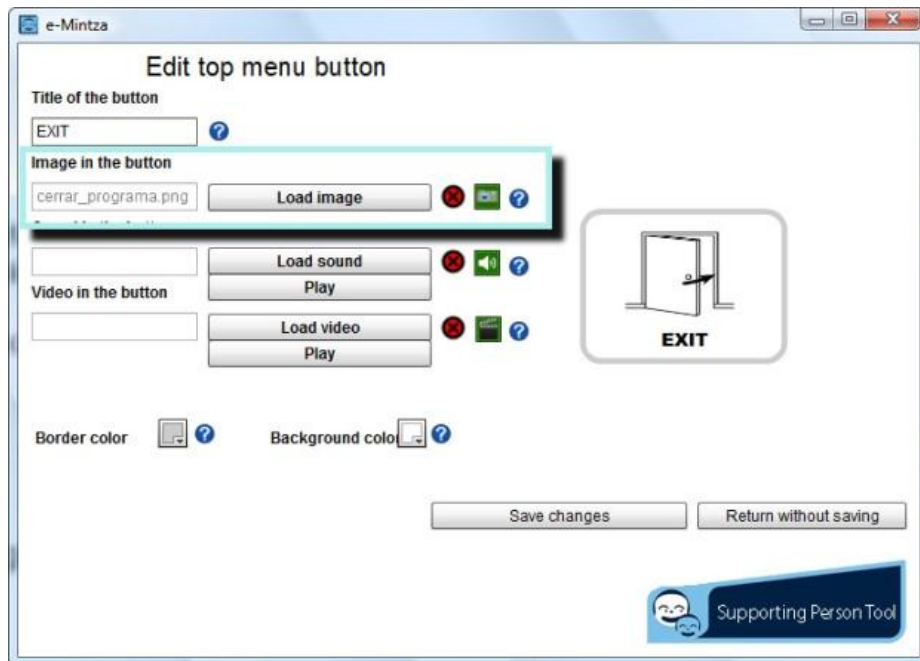 e-Mintza
Edit top menu button
Title of the button
EXIT
Image in the button
cerrar_programa.png
Load image
Load sound
Play
Video in the button
Load video
Play
EXIT
Border color
Background colo
Save changes
Return without saving
Supporting Person Tool